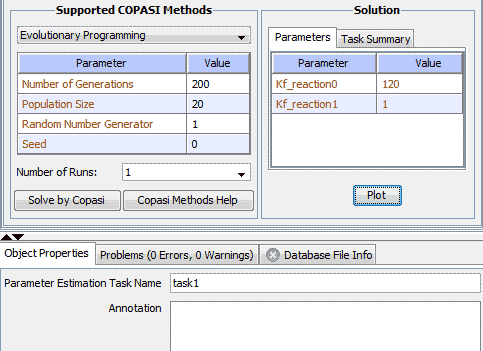 Supported COPASI Methods
Evolutionary Programming
Parameter Value
Number of Generations 200
Population Size 20
Random Number Generator 1
Seed 0
Number of Runs: 1
Solve by Copasi Copasi Methods Help
Solution
Parameters Task Summary
Parameter Value
Kf_reaction0 120
Kf_reaction1 1
Plot
Object Properties Problems (0 Errors, 0 Warnings) Database File Info
Parameter Estimation Task Name task1
Annotation